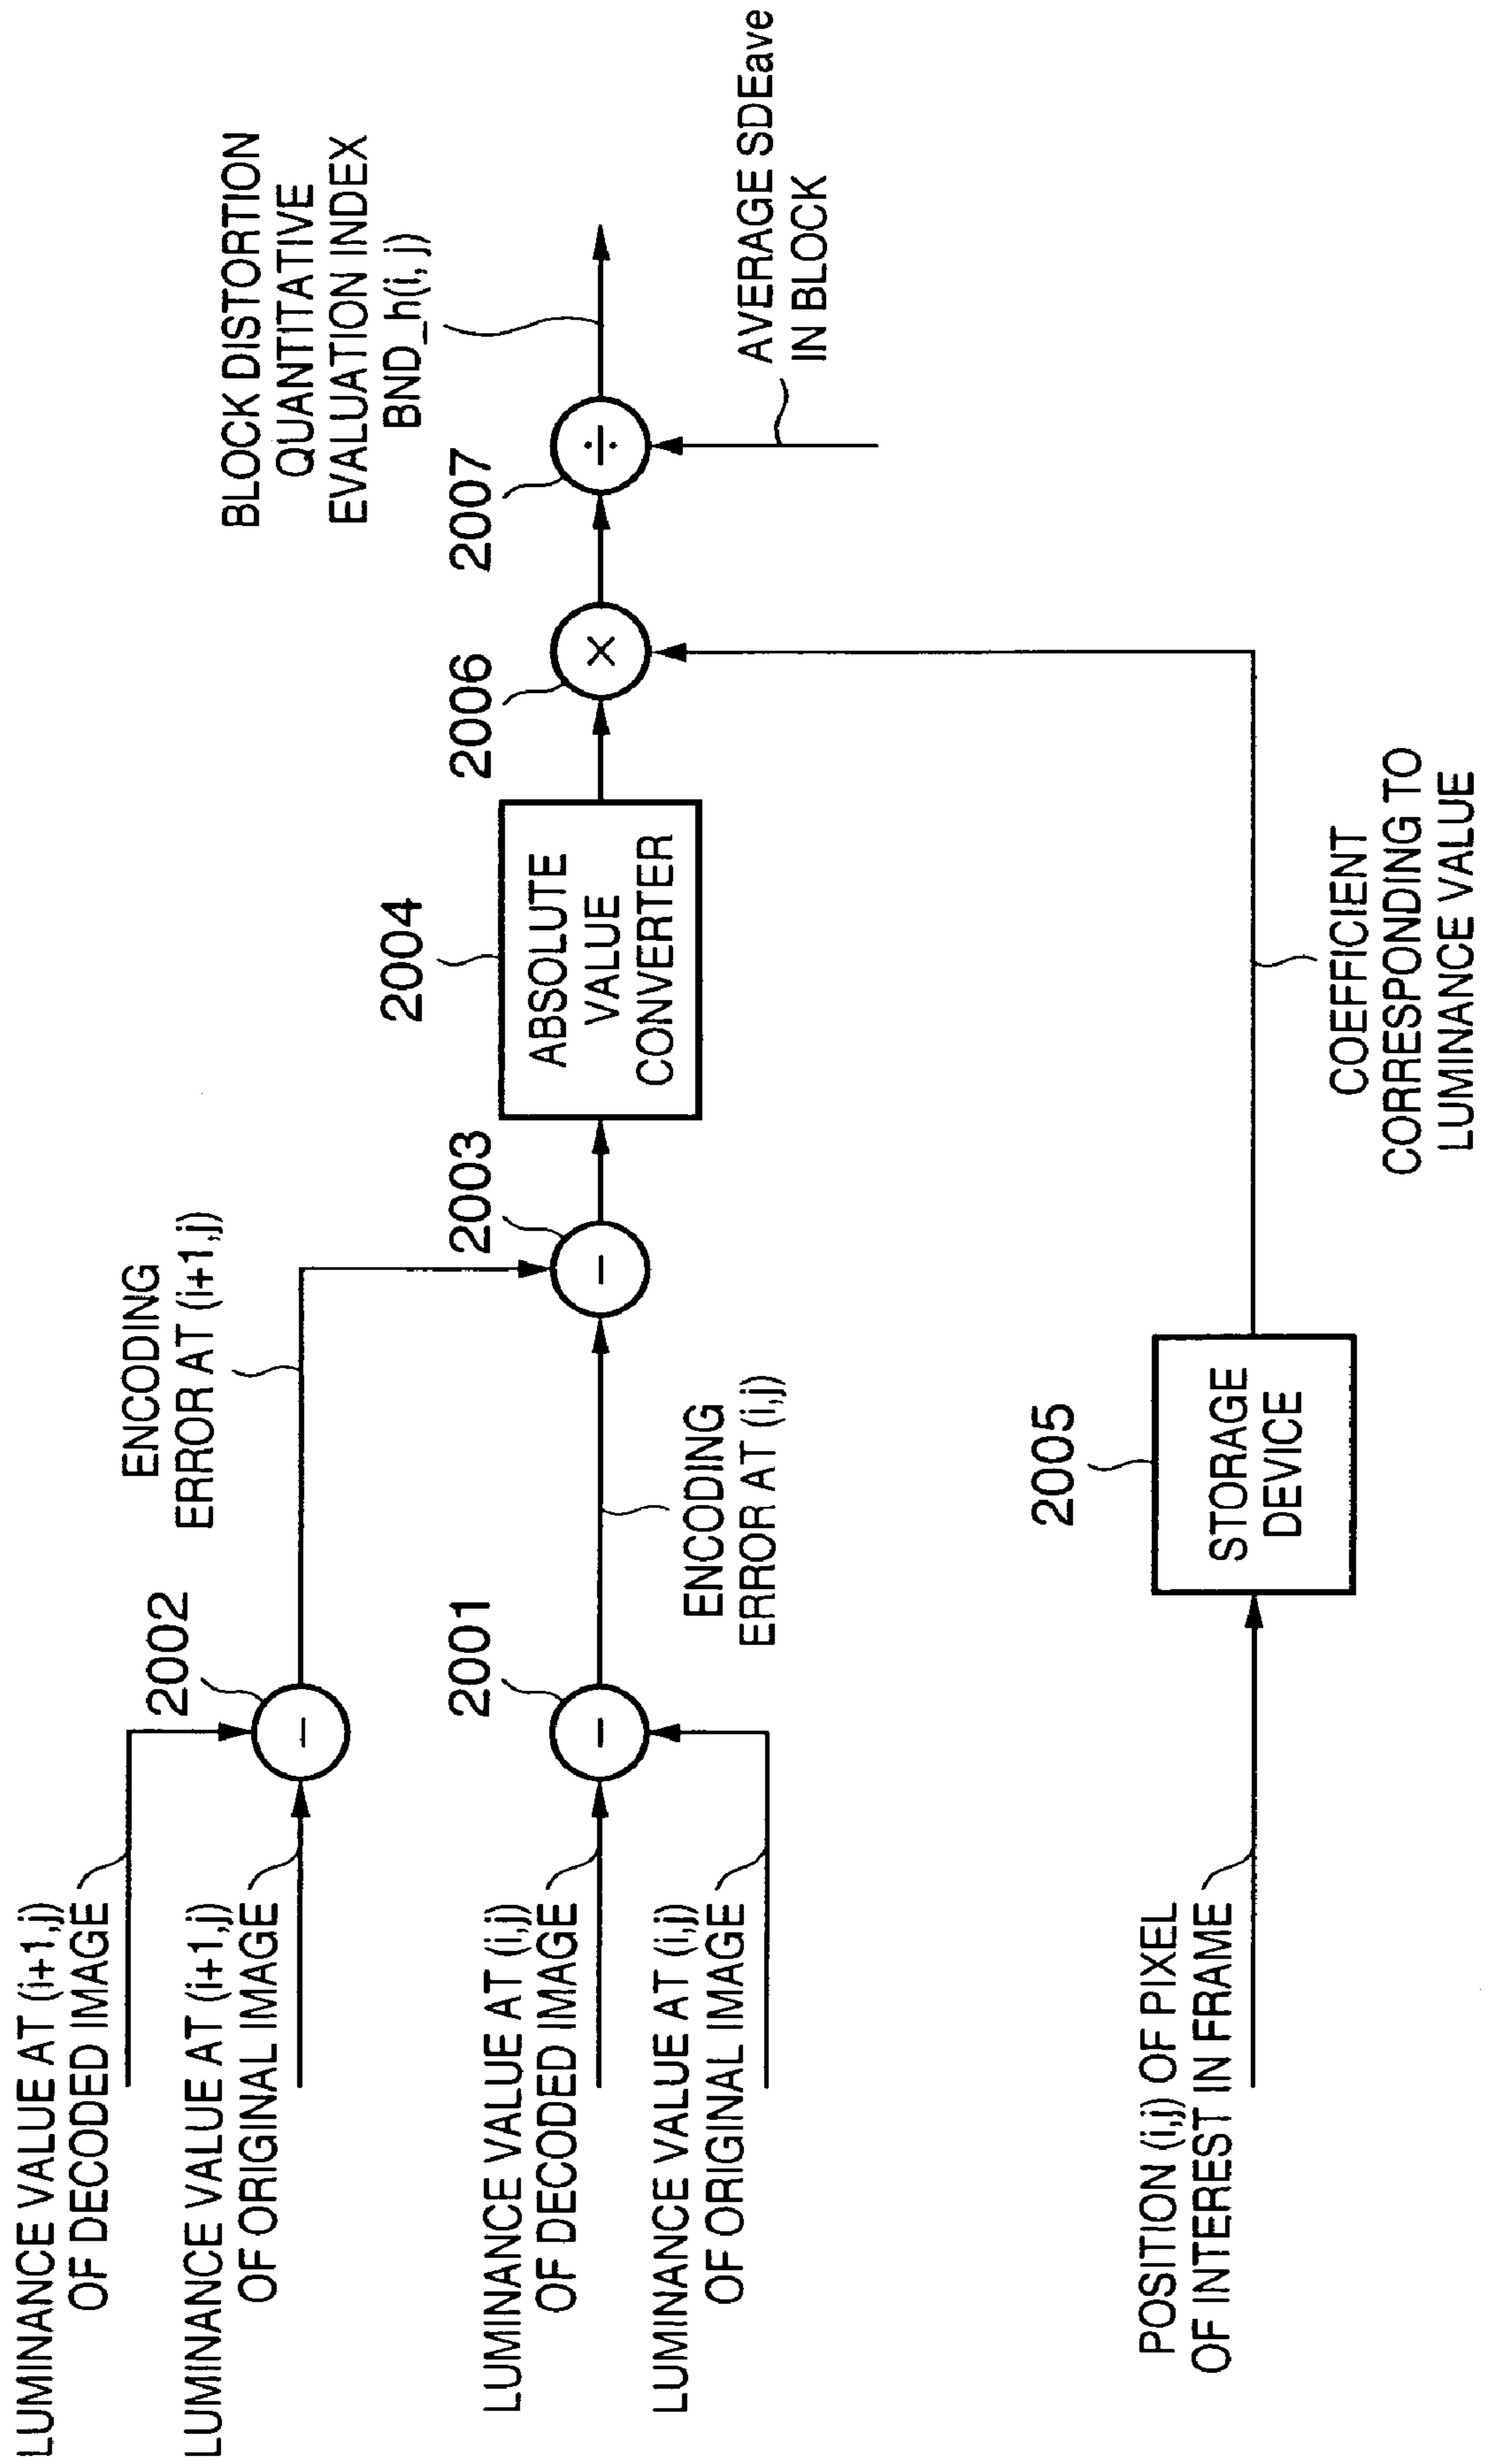 LUMINANCE VALUE AT (i+1,j)
OF DECODED IMAGE
LUMINANCE VALUE AT (i+1,j)
OF ORIGINAL IMAGE
LUMINANCE VALUE AT (i,j)
OF DECODED IMAGE
LUMINANCE VALUE AT (i,j)
OF ORIGINAL IMAGE
POSITION (i,j) OF PIXEL
OF INTEREST IN FRAME
2002
−
2001
−
ENCODING
ERROR AT (i+1,j)
ENCODING
ERROR AT (i,j)
2005
STORAGE
DEVICE
2003
−
2004
ABSOLUTE
VALUE
CONVERTER
COEFFICIENT
CORRESPONDING TO
LUMINANCE VALUE
2006
×
2007
÷
BLOCK DISTORTION
QUANTITATIVE
EVALUATION INDEX
BND_h(i, j)
AVERAGE SDEave
IN BLOCK